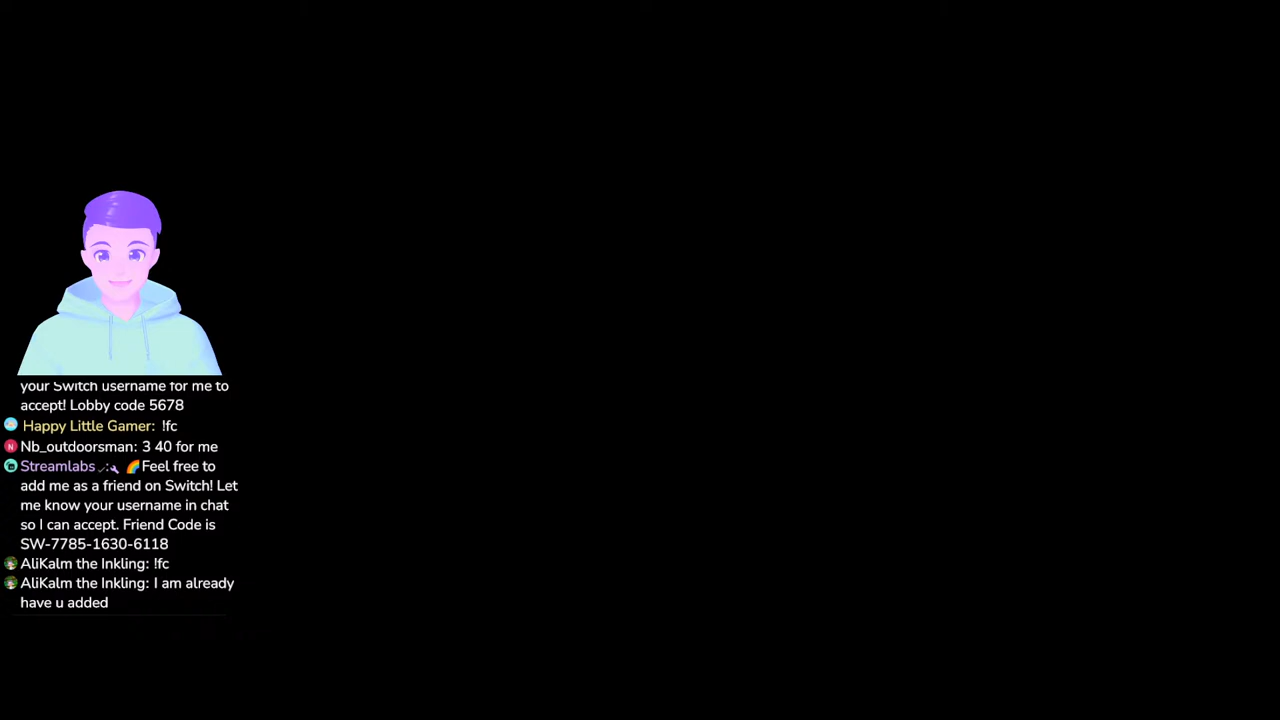 your Switch username for me to
accept! Lobby code 5678
Happy Little Gamer: !fc
Nb_outdoorsman: 3 40 for me
Streamlabs 🌈Feel free to
add me as a friend on Switch! Let
me know your username in chat
so I can accept. Friend Code is
SW-7785-1630-6118
AliKalm the Inkling: !fc
AliKalm the Inkling: I am already
have u added